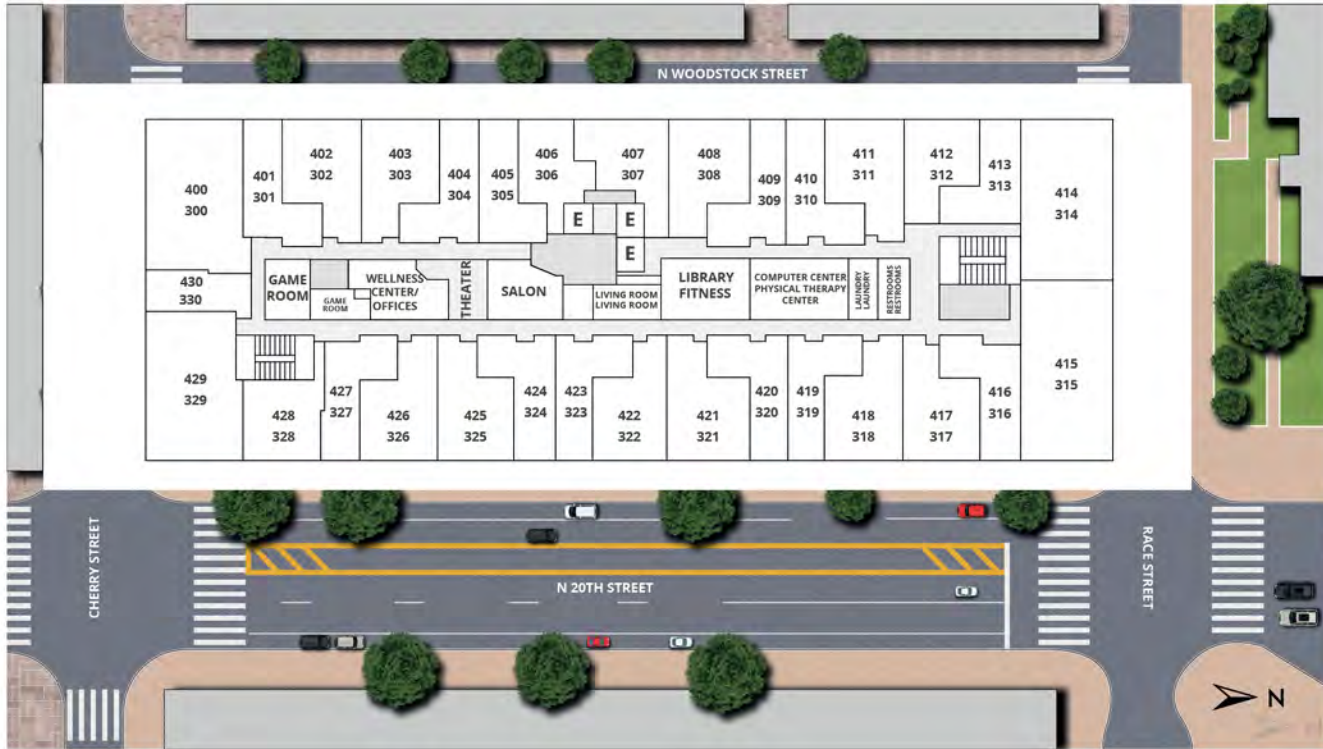 N WOODSTOCK STREET
400
300
401
301
402
302
403
303
404
304
405
305
406
306
407
307
408
308
409
309
410
310
411
311
412
312
413
313
414
314
E
E
E
430
330
GAME
ROOM
GAME
ROOM
WELLNESS
CENTER/
OFFICES
THEATER
SALON
LIVING ROOM
LIVING ROOM
LIBRARY
FITNESS
COMPUTER CENTER
PHYSICAL THERAPY
CENTER
LAUNDRY
LAUNDRY
RESTROOMS
RESTROOMS
429
329
428
328
427
327
426
326
425
325
424
324
423
323
422
322
421
321
420
320
419
319
418
318
417
317
416
316
415
315
CHERRY STREET
N 20TH STREET
RACE STREET
N